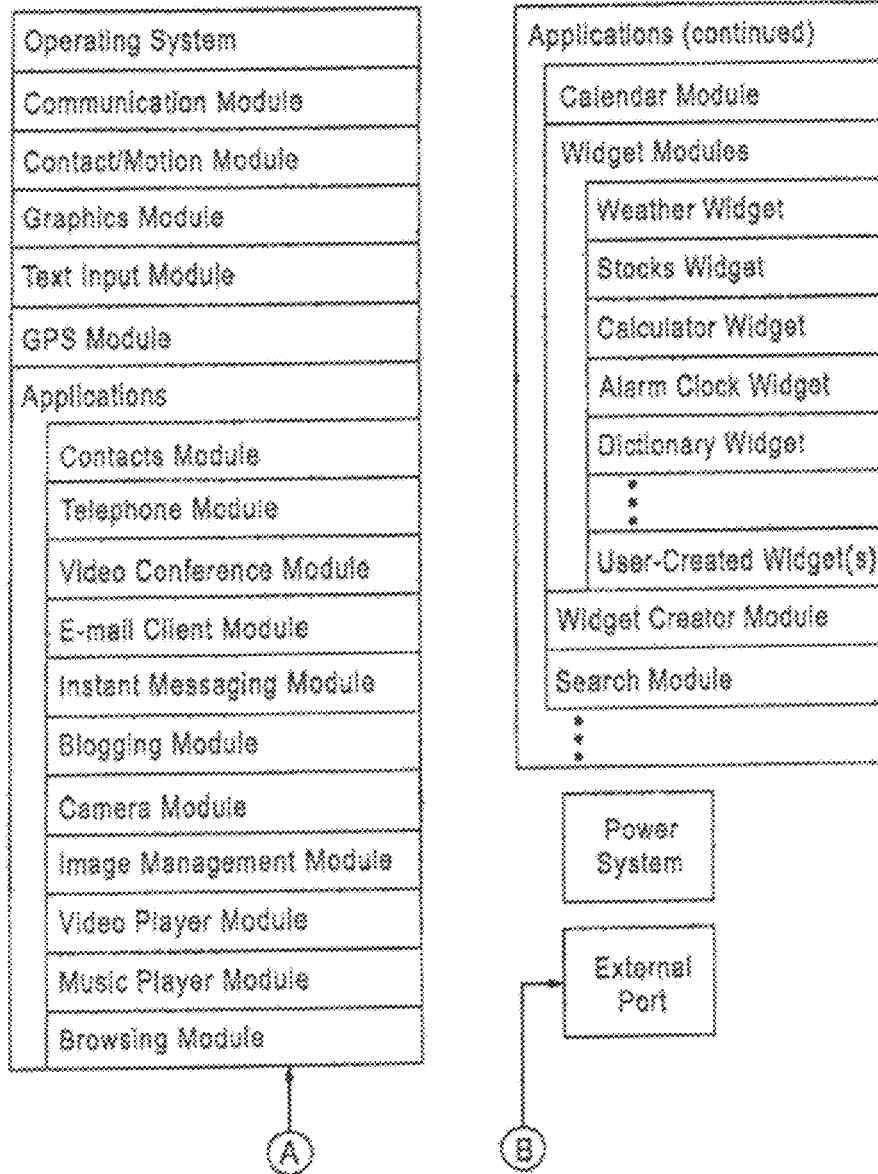 Operating System
Communication Module
Contact/Motion Module
Graphics Module
Text Input Module
GPS Module
Applications
Contacts Module
Telephone Module
Video Conference Module
E-mail Client Module
Instant Messaging Module
Blogging Module
Camera Module
Image Management Module
Video Player Module
Music Player Module
Browsing Module
A
Applications (continued)
Calendar Module
Widget Modules
Weather Widget
Stocks Widget
Calculator Widget
Alarm Clock Widget
Dictionary Widget
User-Created Widget(s)
Widget Creator Module
Search Module
Power
System
External
Port
B